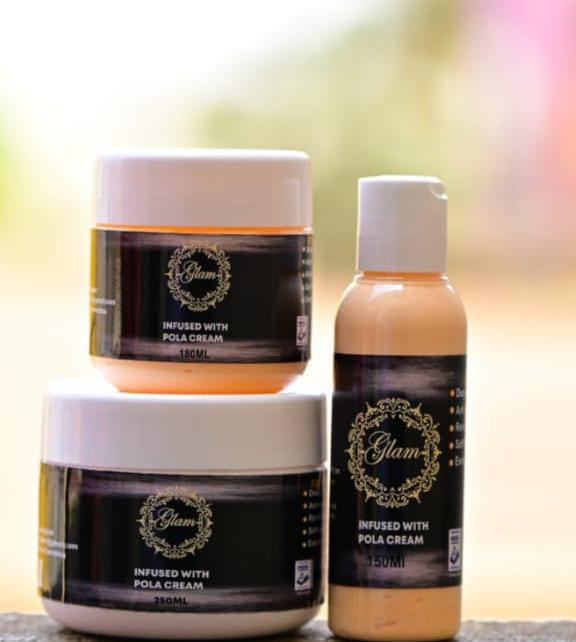 Glam
INFUSED WITH
POLA CREAM
180ML
Glam
INFUSED WITH
POLA CREAM
250ML
Glam
INFUSED WITH
POLA CREAM
150Ml